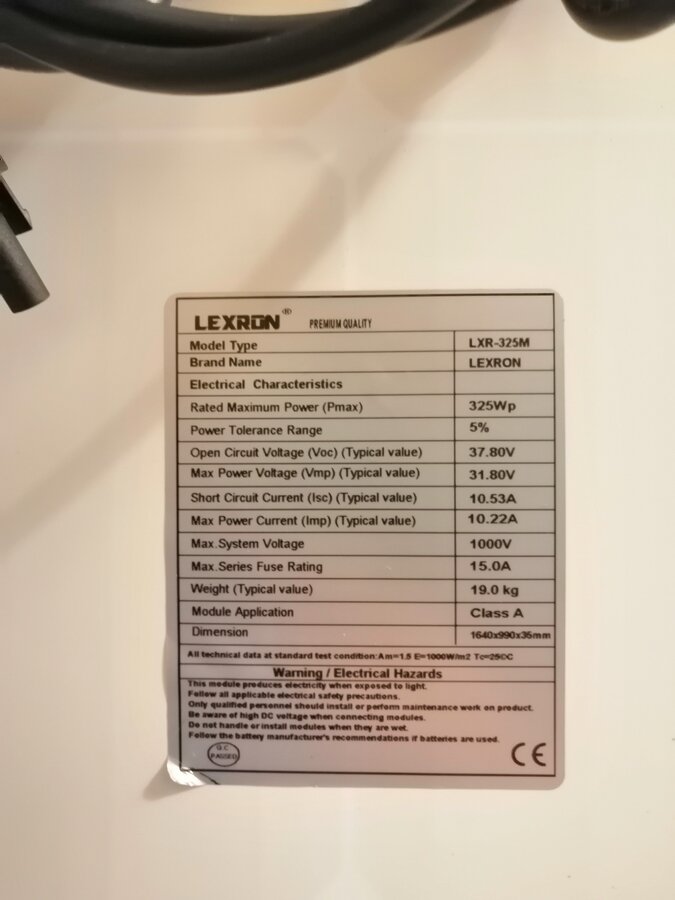 LEXRON® PREMIUM QUALITY
Model Type LXR-325M
Brand Name LEXRON
Electrical Characteristics
Rated Maximum Power (Pmax) 325Wp
Power Tolerance Range 5%
Open Circuit Voltage (Voc) (Typical value) 37.80V
Max Power Voltage (Vmp) (Typical value) 31.80V
Short Circuit Current (Isc) (Typical value) 10.53A
Max Power Current (Imp) (Typical value) 10.22A
Max.System Voltage 1000V
Max.Series Fuse Rating 15.0A
Weight (Typical value) 19.0 kg
Module Application Class A
Dimension 1640x990x35mm
All technical data at standard test condition:Am=1.5 E=1000W/m2 Tc=25DC
Warning / Electrical Hazards
This module produces electricity when exposed to light.
Follow all applicable electrical safety precautions.
Only qualified personnel should install or perform maintenance work on product.
Be aware of high DC voltage when connecting modules.
Do not handle or install modules when they are wet.
Follow the battery manufacturer's recommendations if batteries are used.
Q.C
PAUSED
CE